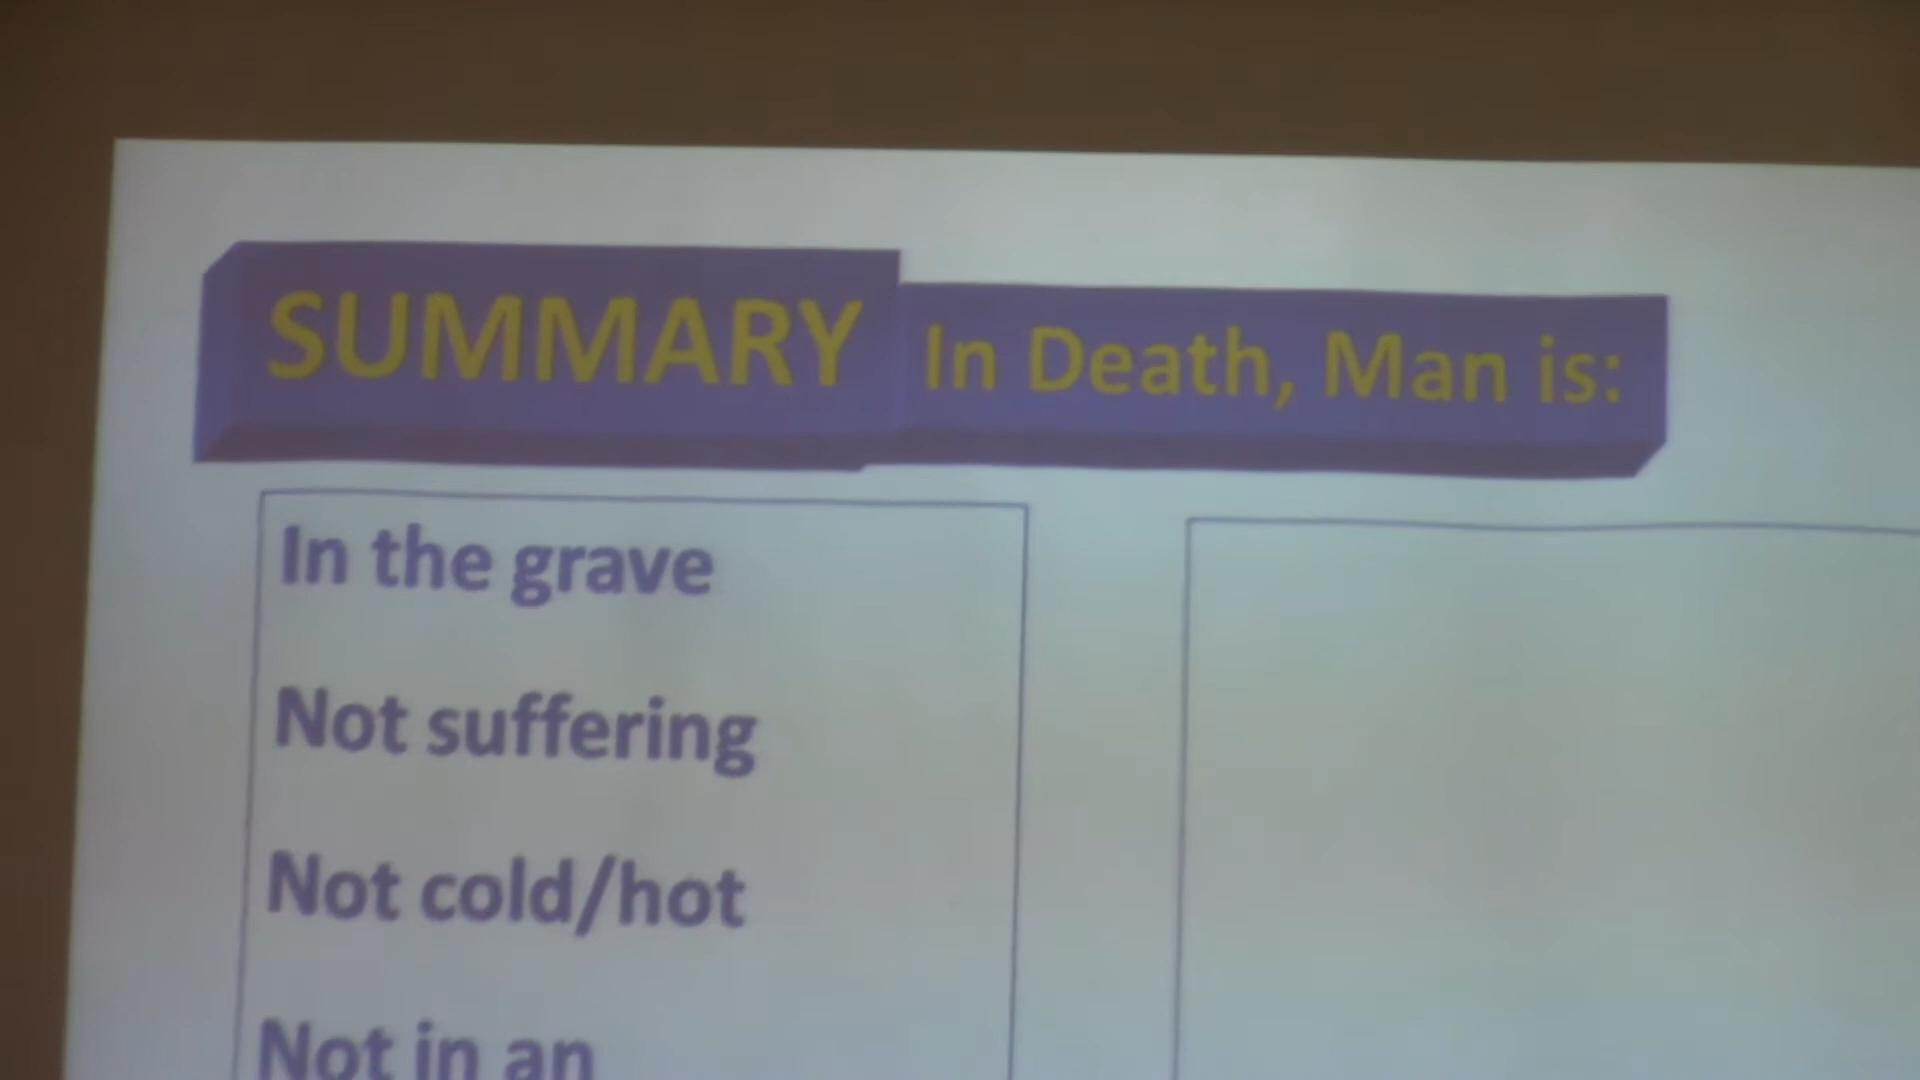 SUMMARY In Death, Man is:
In the grave
Not suffering
Not cold/hot
Not in an